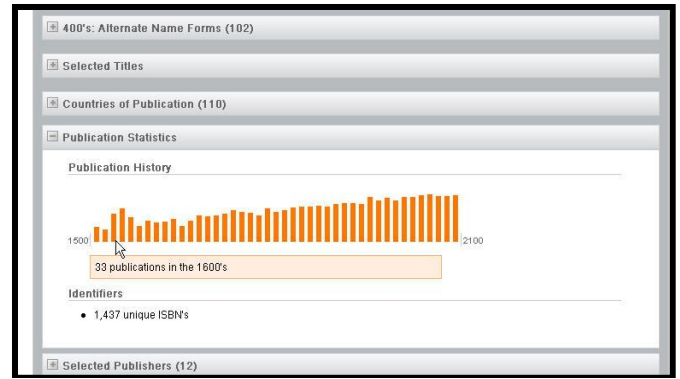 400's: Alternate Name Forms (102)
Selected Titles
Countries of Publication (110)
Publication Statistics
Publication History
1500
2100
33 publications in the 1600's
Identifiers
• 1,437 unique ISBN's
Selected Publishers (12)